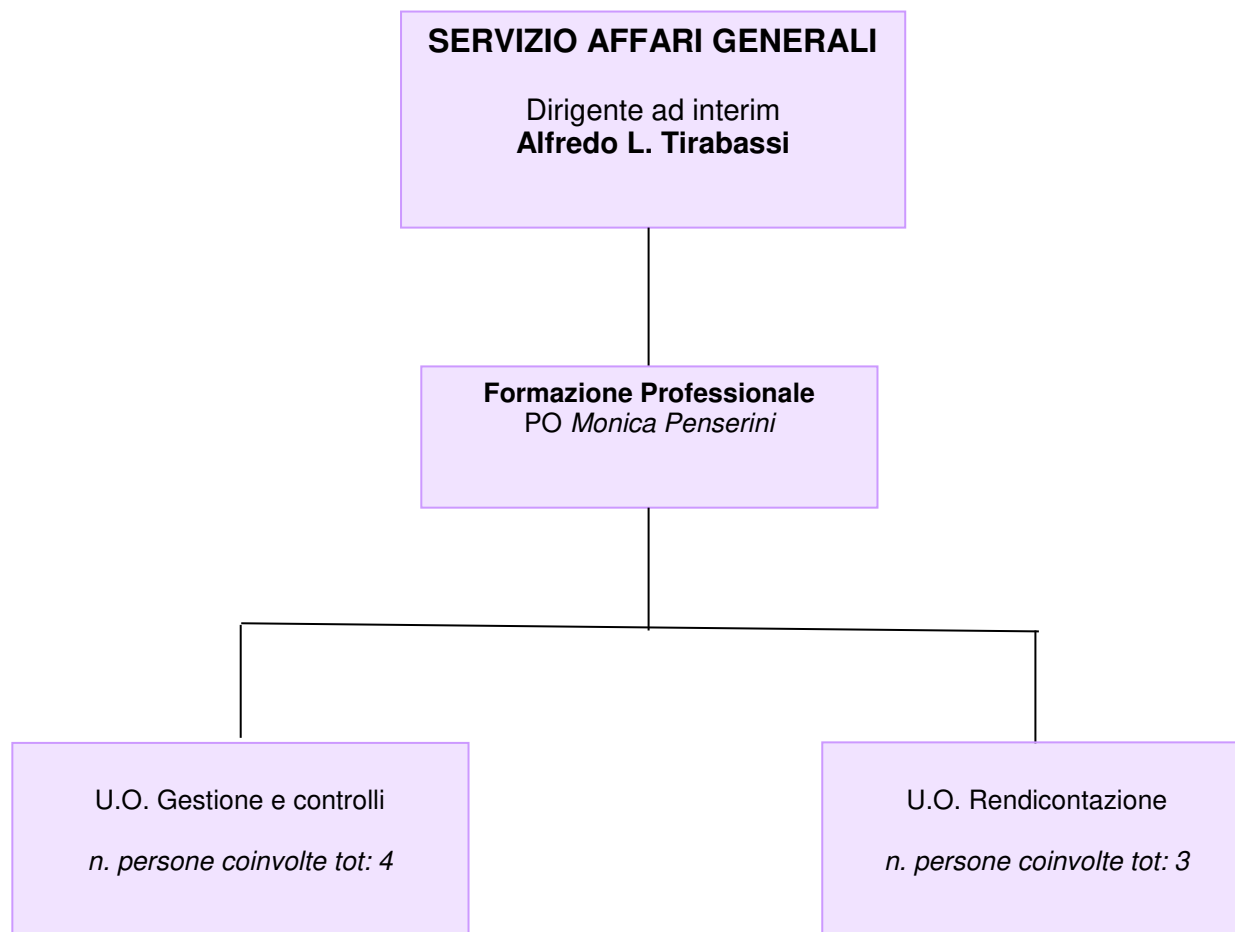 SERVIZIO AFFARI GENERALI
Dirigente ad interim
Alfredo L. Tirabassi
Formazione Professionale
PO Monica Penserini
U.O. Gestione e controlli
n. persone coinvolte tot: 4
U.O. Rendicontazione
n. persone coinvolte tot: 3